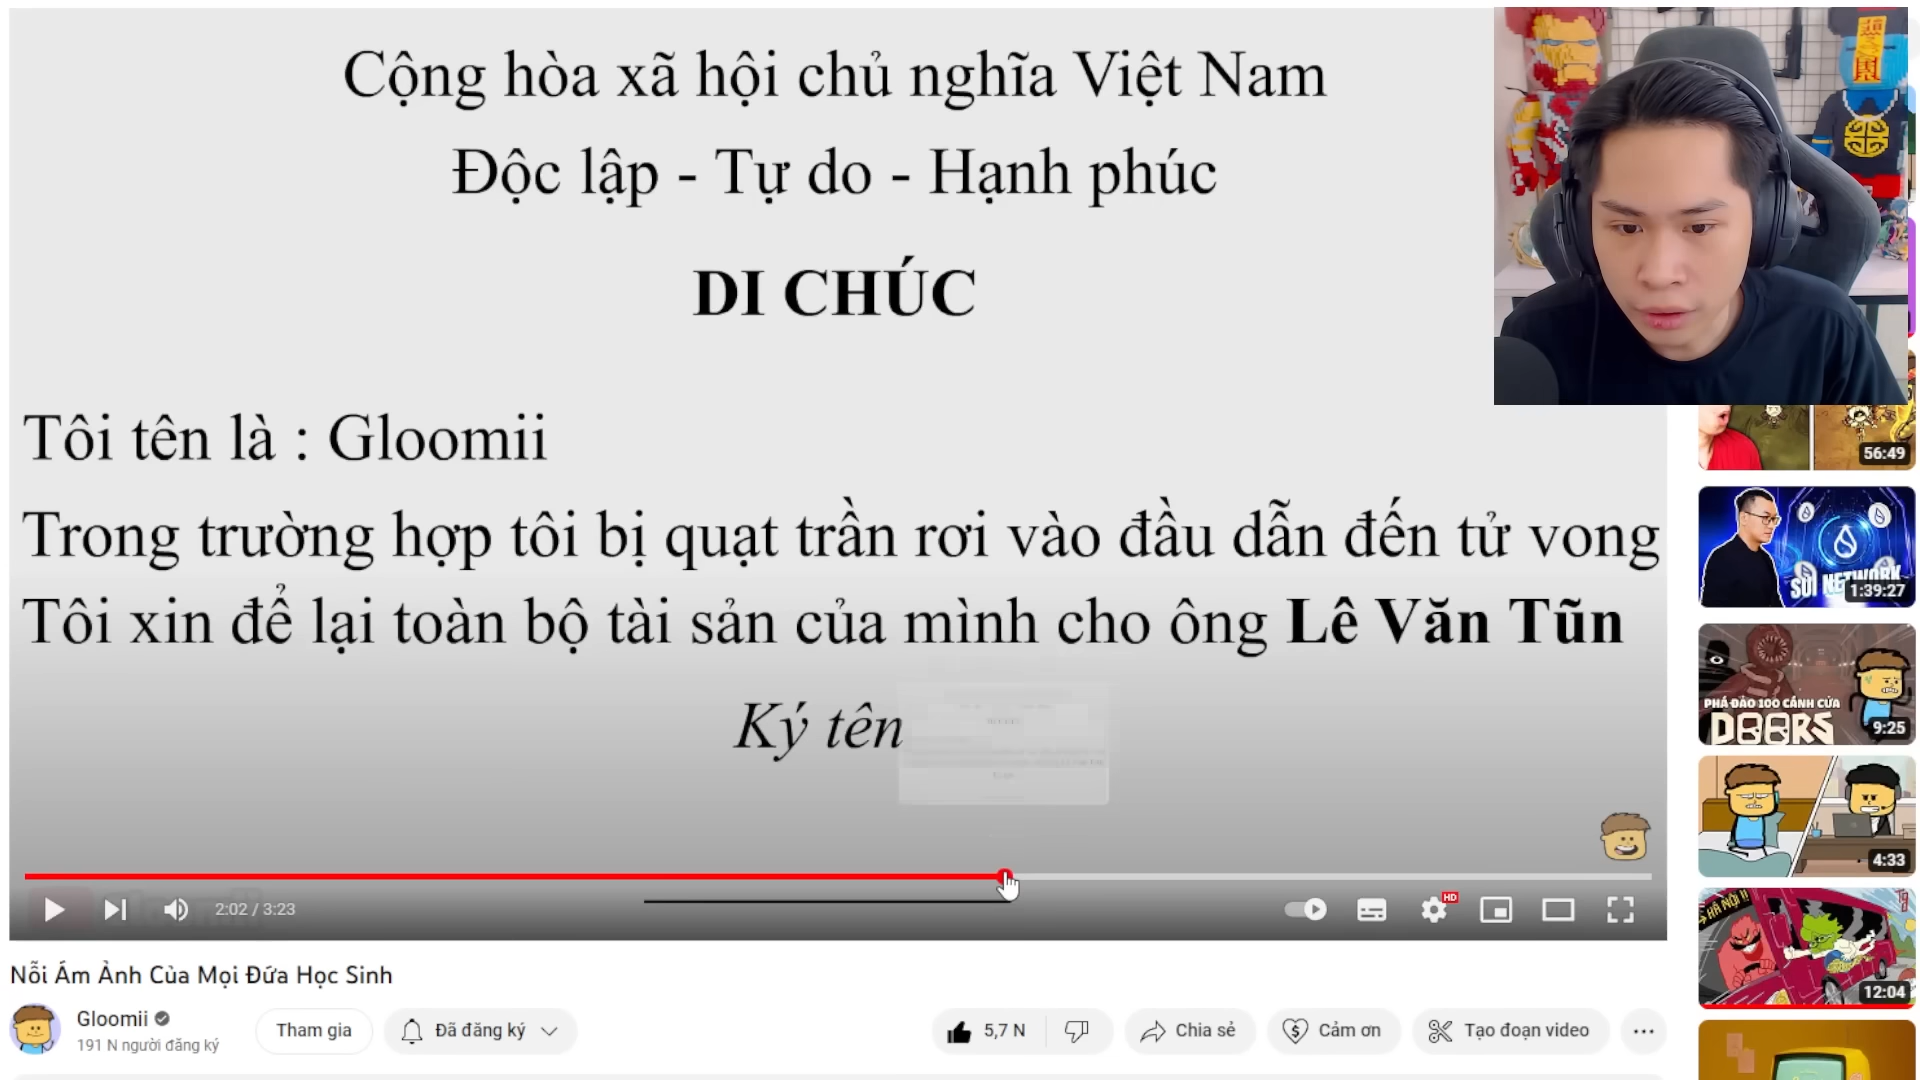 Cộng hòa xã hội chủ nghĩa Việt Nam
Độc lập - Tự do - Hạnh phúc
DI CHÚC
Tôi tên là : Gloomii
Trong trường hợp tôi bị quạt trần rơi vào đầu dẫn đến tử vong
Tôi xin để lại toàn bộ tài sản của mình cho ông Lê Văn Tũn
Ký tên
2:02 / 3:23
HD
Nỗi Ám Ảnh Của Mọi Đứa Học Sinh
Gloomii
191 N người đăng ký
Tham gia
Đã đăng ký
5,7 N
Chia sẻ
Cảm ơn
Tạo đoạn video
56:49
SUI NETWORK
1:39:27
PHÁ ĐẢO 100 CÁNH CỬA
DOORS
9:25
4:33
HÀ NỘI !!
12:04